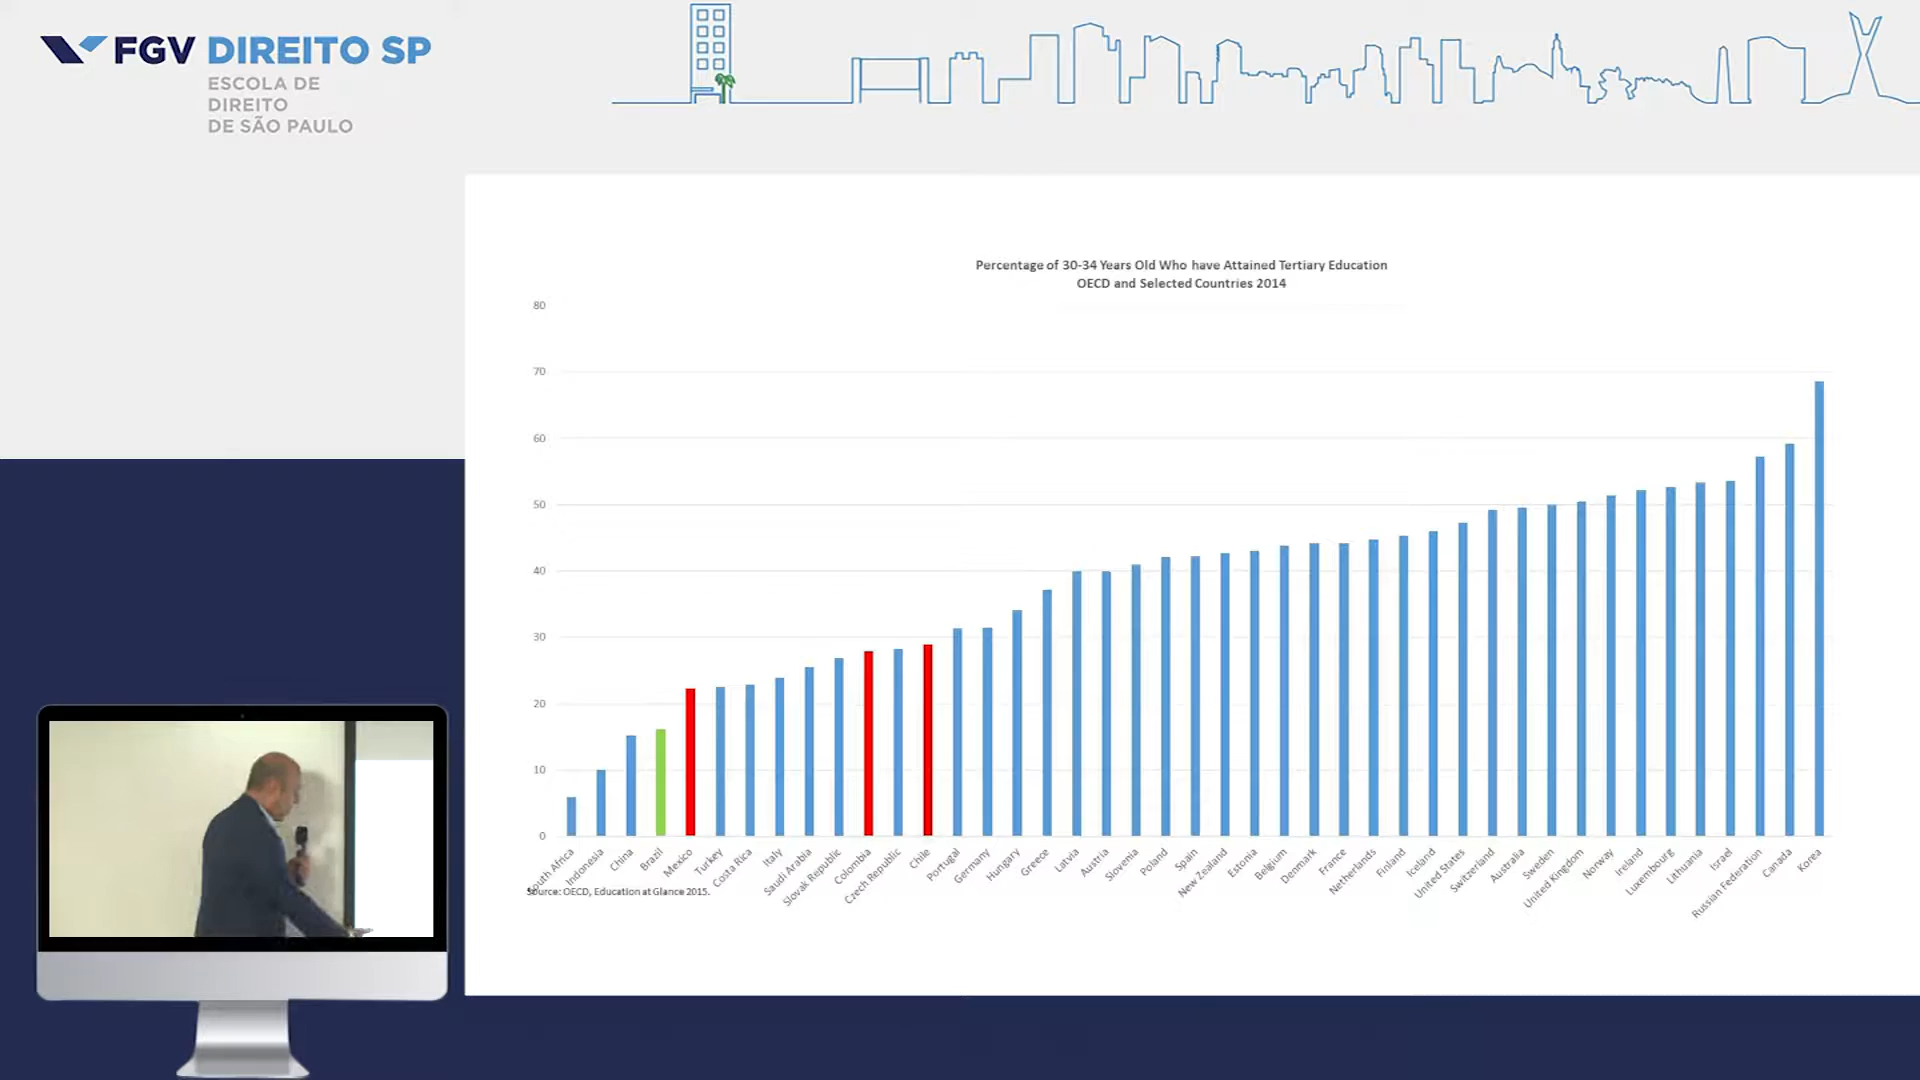 FGV DIREITO SP
ESCOLA DE
DIREITO
DE SÃO PAULO
Percentage of 30-34 Years Old Who have Attained Tertiary Education
OECD and Selected Countries 2014
80
70
60
50
40
30
20
10
0
South Africa
Indonesia
China
Brazil
Mexico
Turkey
Costa Rica
Italy
Saudi Arabia
Slovak Republic
Colombia
Czech Republic
Chile
Portugal
Germany
Hungary
Greece
Latvia
Austria
Slovenia
Poland
Spain
New Zealand
Estonia
Belgium
Denmark
France
Netherlands
Finland
Iceland
United States
Switzerland
Australia
Sweden
United Kingdom
Norway
Ireland
Luxembourg
Lithuania
Israel
Russian Federation
Canada
Korea
Source: OECD, Education at Glance 2015.